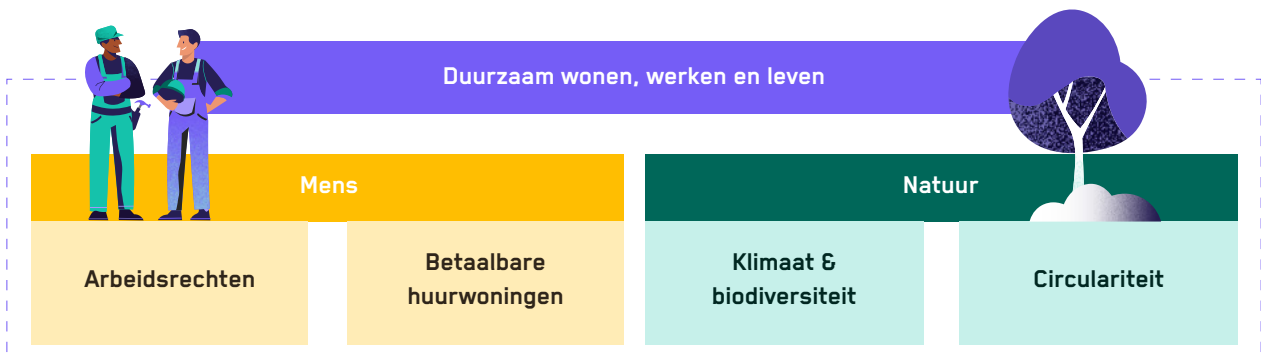 Duurzaam wonen, werken en leven
Mens
Natuur
Arbeidsrechten
Betaalbare
huurwoningen
Klimaat &
biodiversiteit
Circulariteit